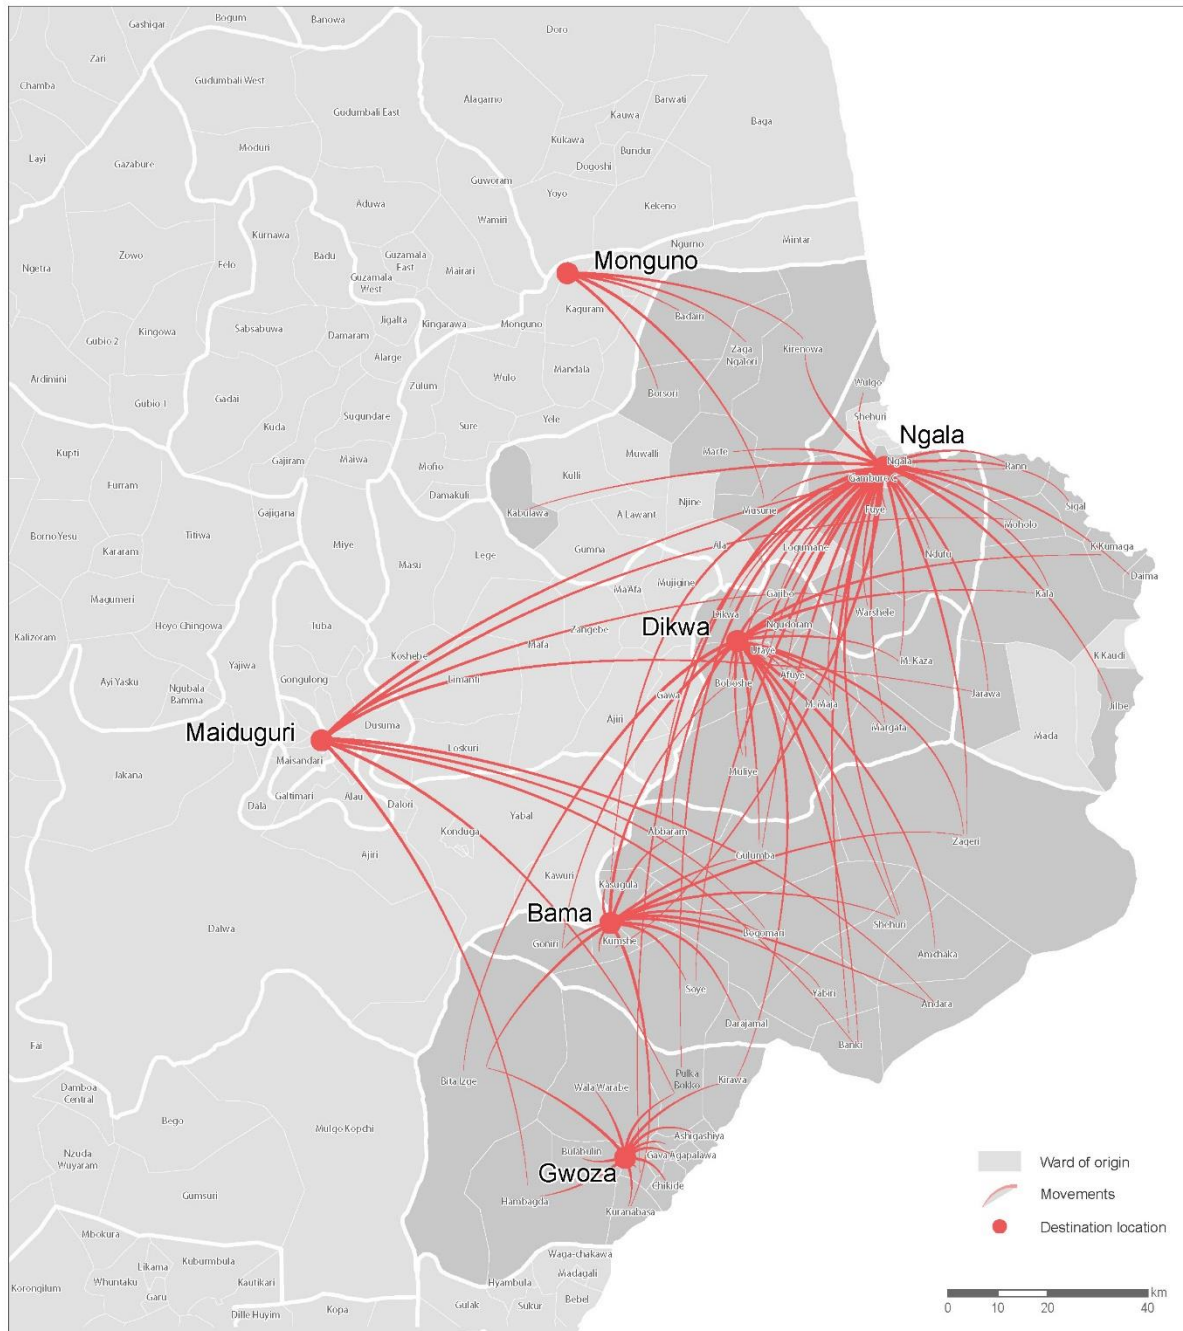 Gashigar
Bogum
Banowa
Doro
Zari
Chamba
Gudumbali West
Gudumbali East
Alagarno
Barwati
Kauwa
Baga
Layi
Gazabure
Moduri
Kukawa
Bundur
Dogoshi
Guworam
Yoyo
Kekeno
Aduwa
Wamiri
Kurnawa
Ngurno
Mintar
Ngetra
Zowo
Felo
Badu
Guzamala
East
Guzamala
West
Mairari
Monguno
Kaguram
Badairi
Gubio 2
Kingowa
Sabsabuwa
Damaram
Jigalta
Kingarawa
Monguno
Zaga
Ngalori
Kirenowa
Alarge
Ardimini
Gubio 1
Gadai
Zulum
Wulo
Mandala
Borsori
Wulgo
Shehuri
Kuda
Sugundare
Sure
Yele
Ngala
Kupti
Gajiram
Maiwa
Mofio
Kulli
Muwalli
Marte
Ngala
Rann
Furram
Damakuli
Gamburu
Kabulawa
A Lawant
Njine
Musune
Fuye
Sigal
Gajigana
Moholo
Borno Yesu
Kararam
Titiwa
Miye
Masu
Lege
Gumna
Ala
Logumane
Ndutu
K Kumaga
Daima
Magumeri
Ma'Afa
Mujigine
Gajibo
Kala
Kalizoram
Hoyo Chingowa
Tuba
Koshebe
Mafa
Zangebe
Dikwa
Dikwa
Ngudoram
Warshele
Yajiwa
Ufaye
M. Kaza
K Kaudi
Ayi Yasku
Ngubala
Bamma
Gongulong
Limanti
Boboshe
Afuye
Jarawa
Gawa
M. Maja
Jilbe
Maiduguri
Dusuma
Loskuri
Ajiri
Margafa
Mada
Maisandari
Jakana
Muliye
Dala
Galtimari
Alau
Dalori
Yabal
Konduga
Abbaram
Zageri
Ajiri
Gulumba
Kawuri
Kasugula
Bama
Dalwa
Goniri
Kumshe
Bogomari
Shehuri
Amchaka
Soye
Yabiri
Andara
Darajamal
Banki
Fai
Bita Izge
Wala Warabe
Pulka
Bokko
Kirawa
Damboa
Central
Bego
Mulgo Kopchi
Ashigashiya
Nzuda
Wuyaram
Bulabulin
Gava Agapalawa
Gwoza
Chikide
Gumsuri
Hambagda
Kuranabasa
Mbokura
Waga-chakawa
Likama
Kuburmbula
Madagali
Korongilum
Whuntaku
Garu
Kautikari
Hyambula
Bebel
Dille Huyim
Kopa
Gulak
Sukur
Ward of origin
Movements
Destination location
km
0 10 20 40